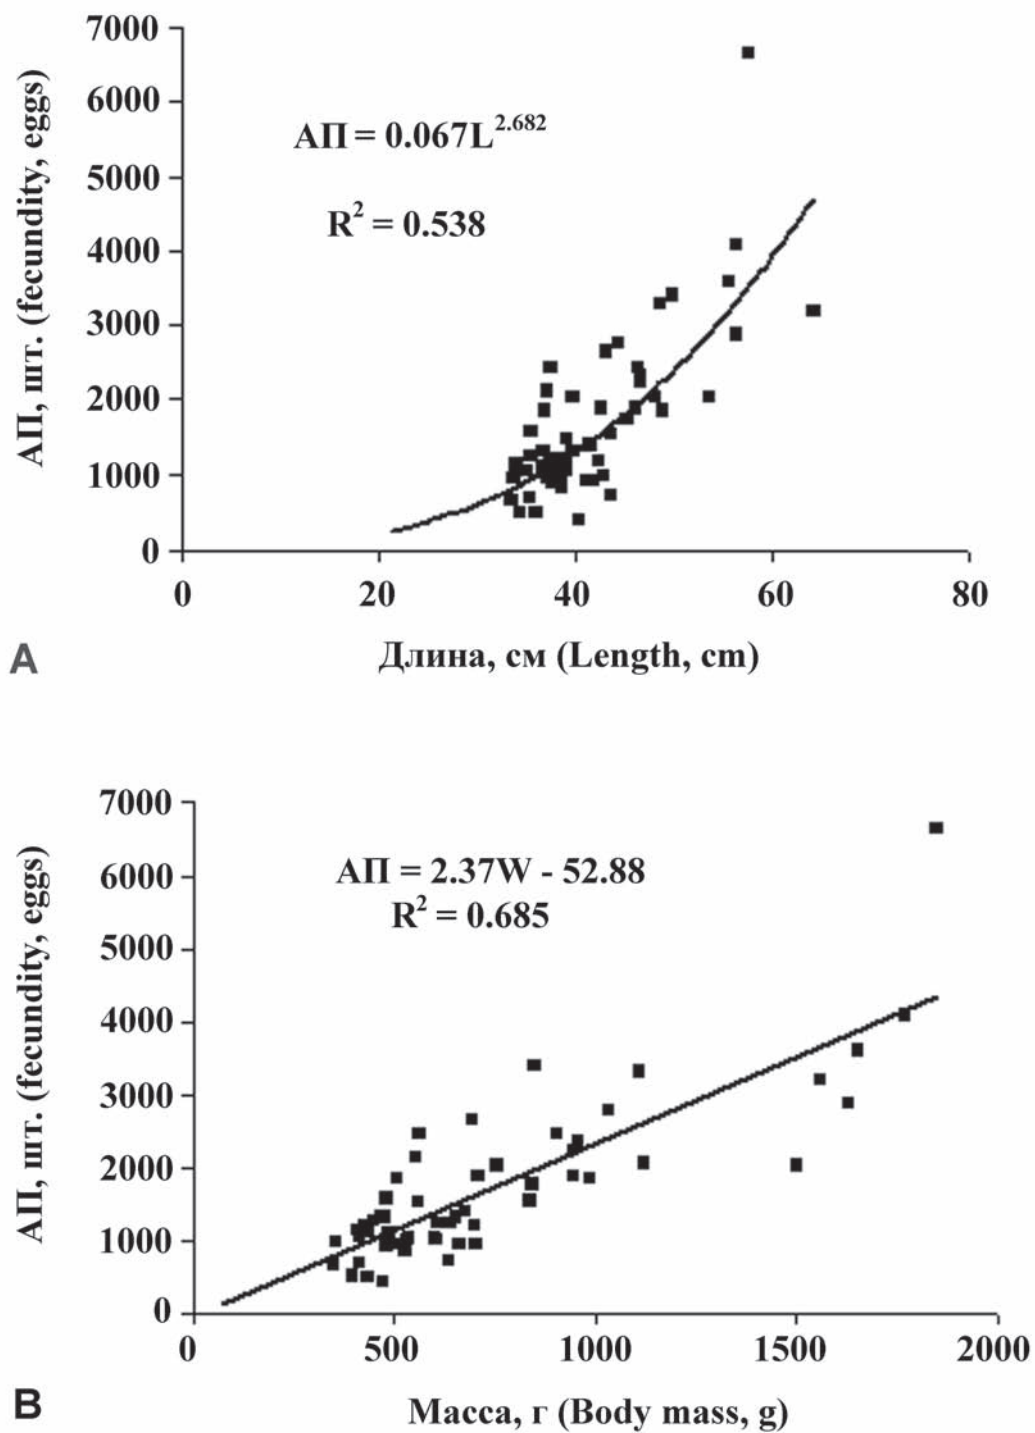 7000
6000
5000
4000
3000
2000
1000
0
АП, шт. (fecundity, eggs)
АП = 0.067L^2.682
R^2 = 0.538
0 20 40 60 80
Длина, см (Length, cm)
A
7000
6000
5000
4000
3000
2000
1000
0
АП, шт. (fecundity, eggs)
АП = 2.37W - 52.88
R^2 = 0.685
0 500 1000 1500 2000
Масса, г (Body mass, g)
B